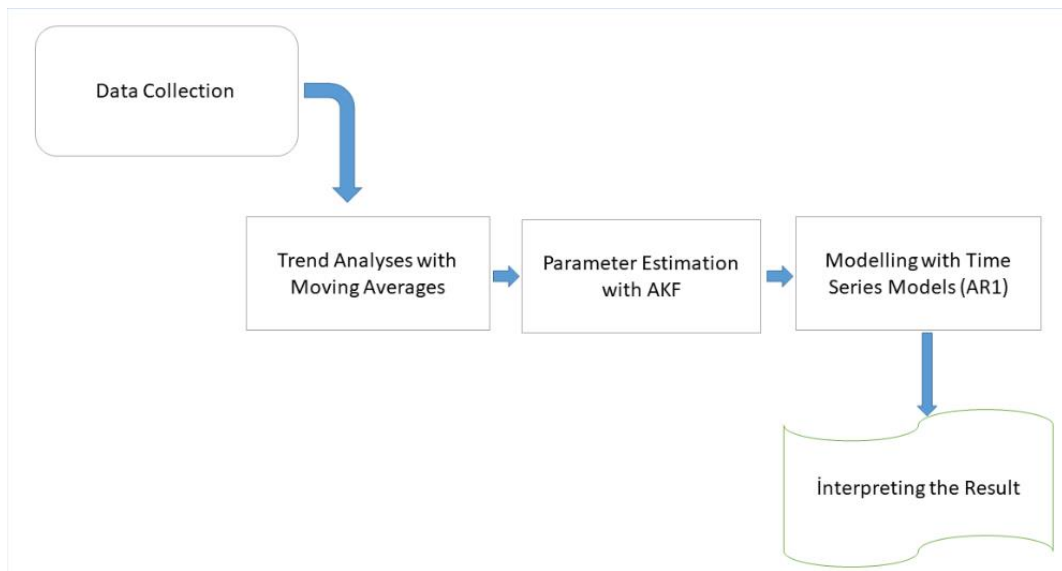 Data Collection
Trend Analyses with
Moving Averages
Parameter Estimation
with AKF
Modelling with Time
Series Models (AR1)
İnterpreting the Result